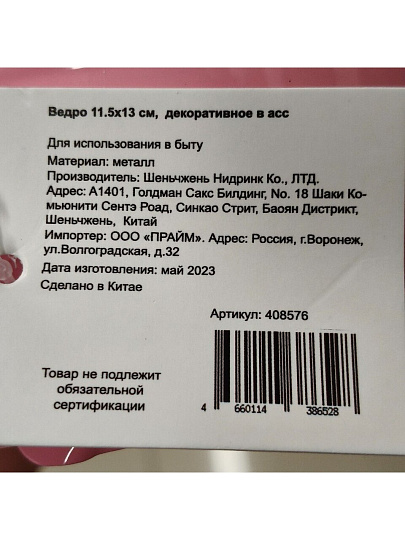 Ведро 11.5х13 см, декоративное в асс
Для использования в быту
Материал: металл
Производитель: Шеньчжень Нидринк Ко., ЛТД.
Адрес: А1401, Голдман Сакс Билдинг, No. 18 Шаки Ко-
мьюнити Сентэ Роад, Синкао Стрит, Баоян Дистрикт,
Шеньчжень, Китай
Импортер: ООО «ПРАЙМ». Адрес: Россия, г.Воронеж,
ул.Волгоградская, д.32
Дата изготовления: май 2023
Сделано в Китае
Артикул: 408576
Товар не подлежит
обязательной
сертификации
4 660114 386528